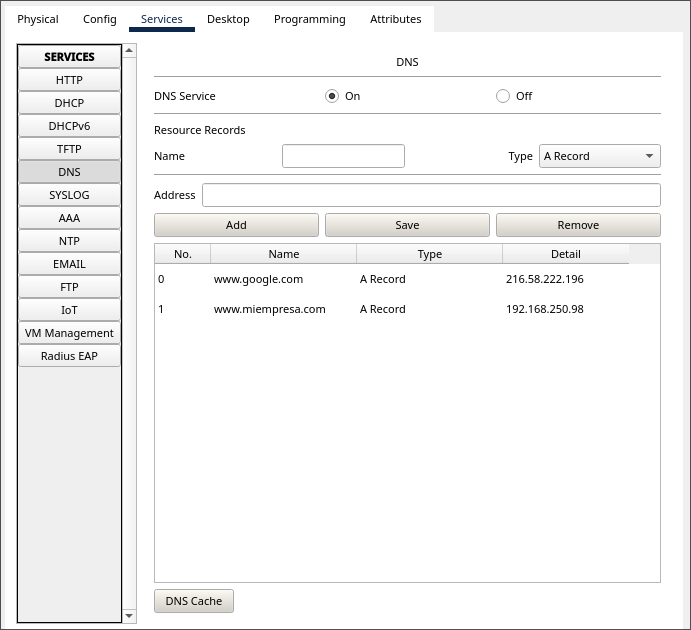 Physical Config Services Desktop Programming Attributes
SERVICES
HTTP
DHCP
DHCPv6
TFTP
DNS
SYSLOG
AAA
NTP
EMAIL
FTP
IoT
VM Management
Radius EAP
DNS
DNS Service On Off
Resource Records
Name Type A Record
Address
Add Save Remove
No. Name Type Detail
0 www.google.com A Record 216.58.222.196
1 www.miempresa.com A Record 192.168.250.98
DNS Cache